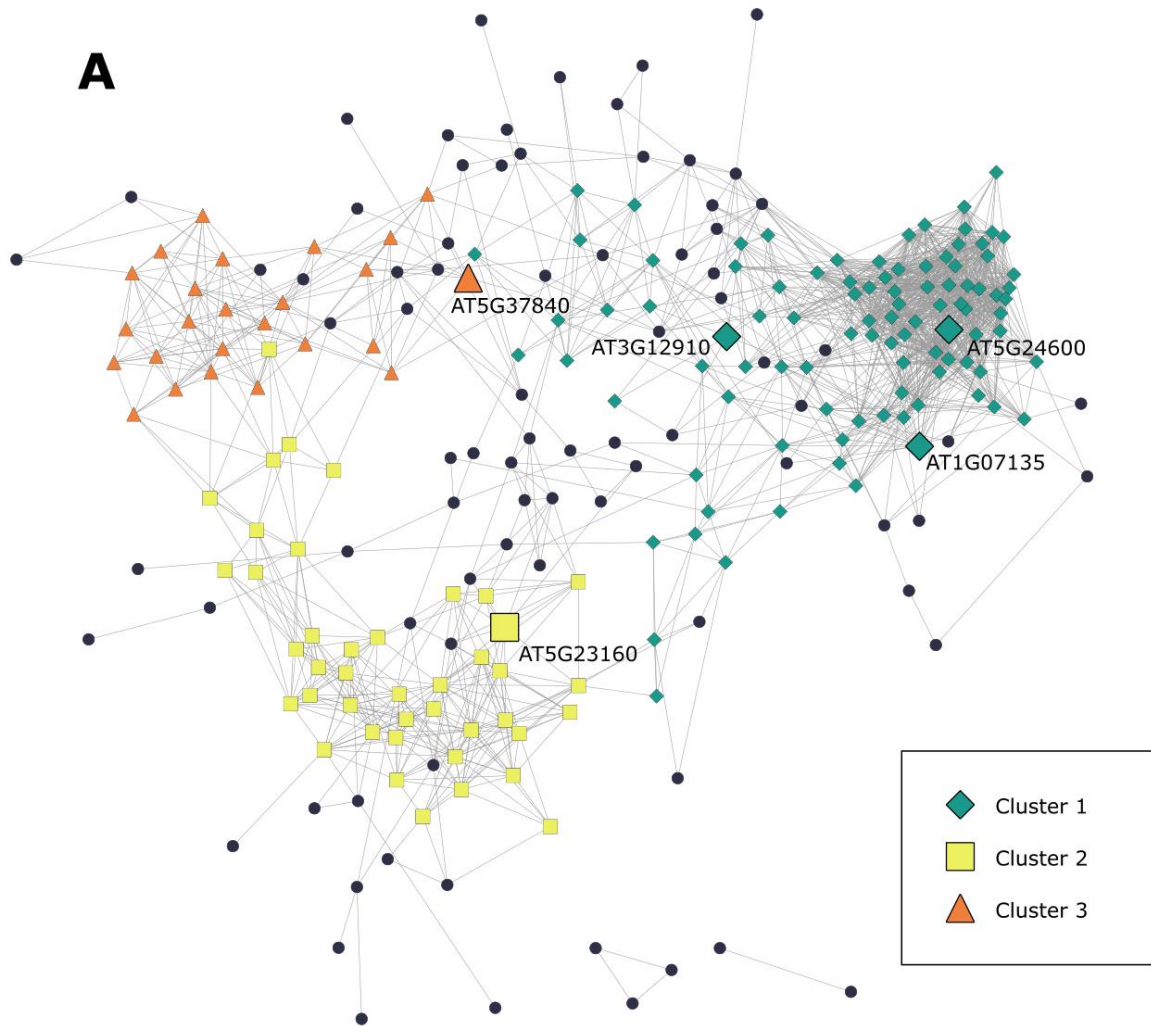 A
AT5G37840
AT3G12910
AT5G24600
AT1G07135
AT5G23160
Cluster 1
Cluster 2
Cluster 3